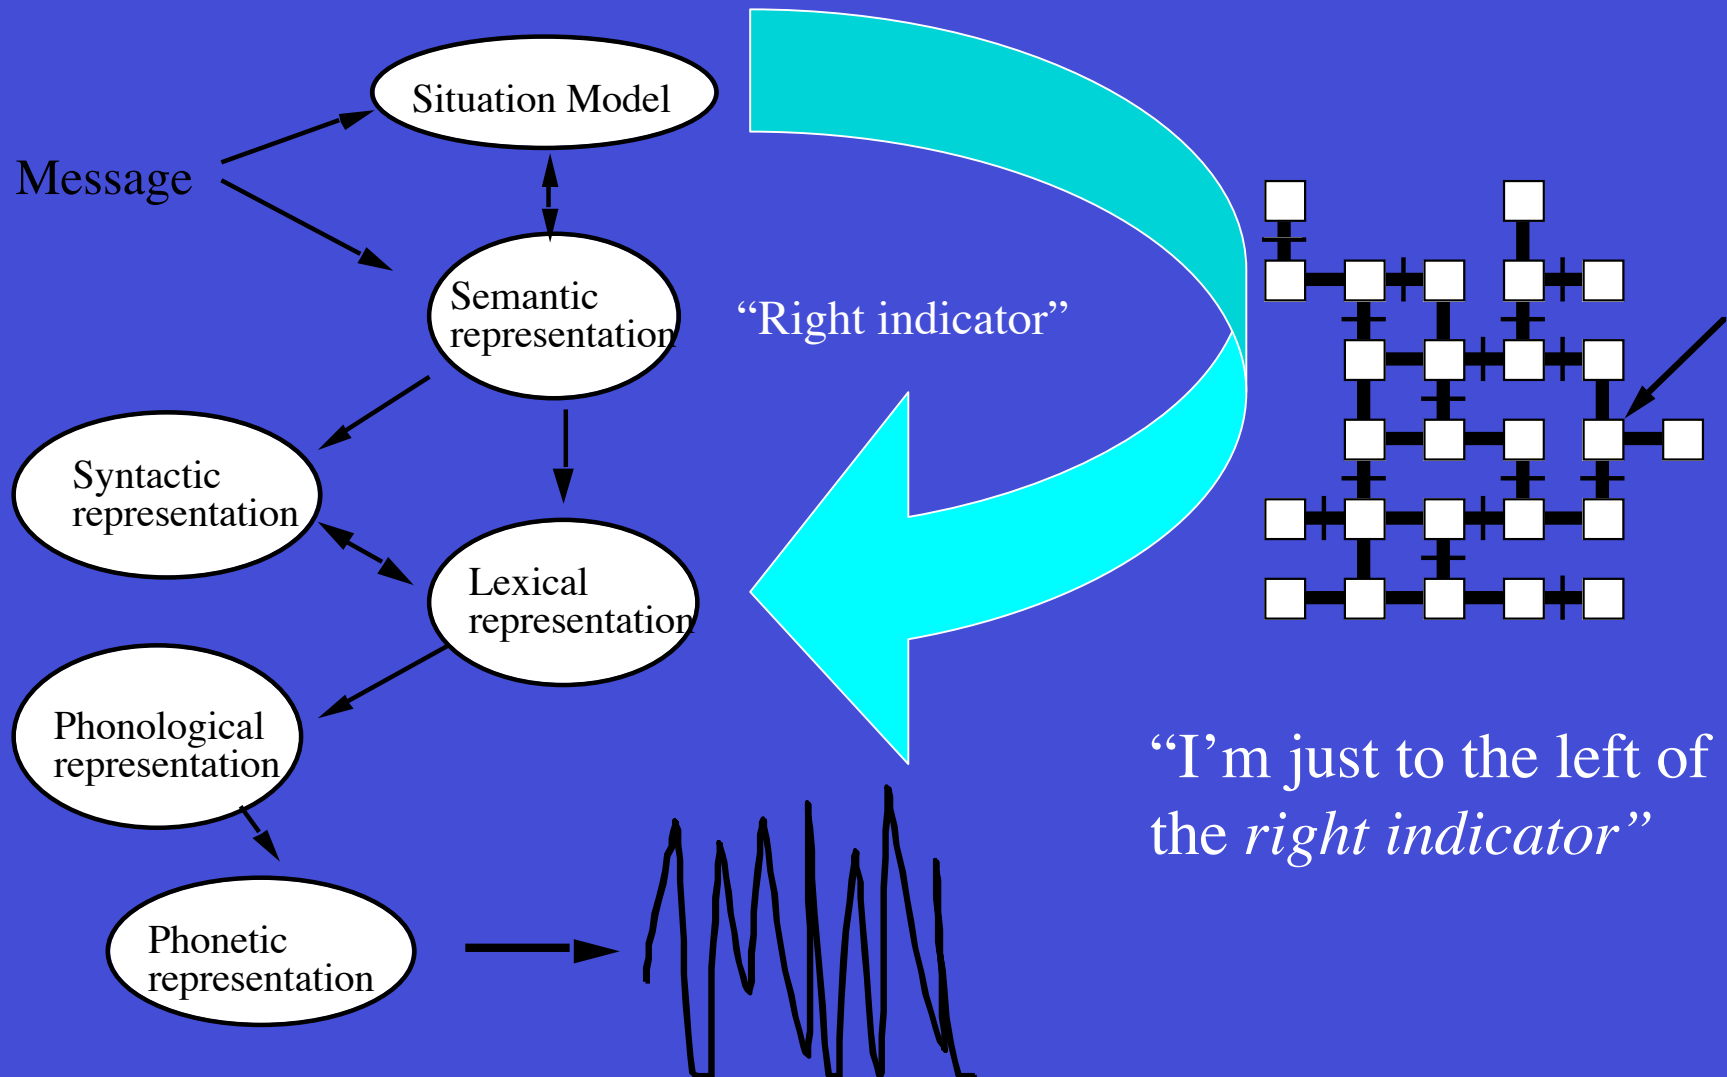 Situation Model
Message
Semantic
representation
“Right indicator”
Syntactic
representation
Lexical
representation
Phonological
representation
“I’m just to the left of
the right indicator”
Phonetic
representation